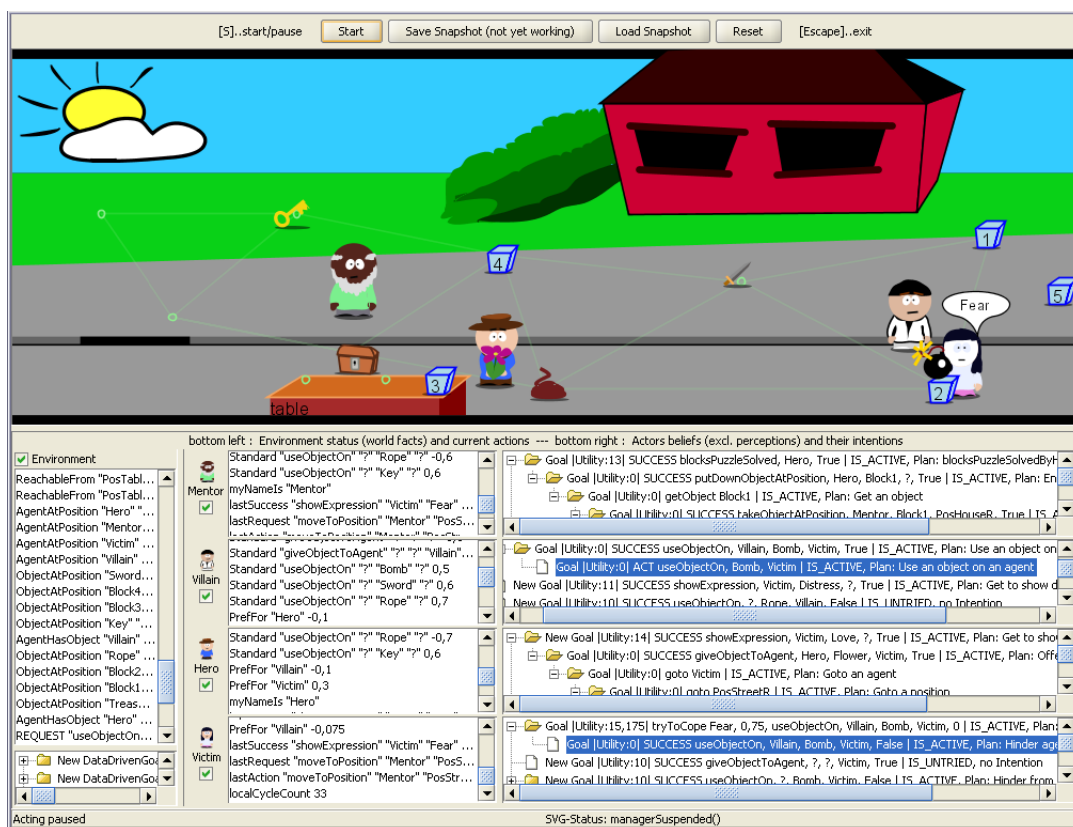 [S]..start/pause
Start
Save Snapshot (not yet working)
Load Snapshot
Reset
[Escape]..exit
1
4
5
Fear
3
2
table
bottom left : Environment status (world facts) and current actions --- bottom right : Actors beliefs (excl. perceptions) and their intentions
Environment
ReachableFrom "PosTabl...
ReachableFrom "PosTabl...
AgentAtPosition "Hero" ...
AgentAtPosition "Mentor...
AgentAtPosition "Victim" ...
AgentAtPosition "Villain" ...
ObjectAtPosition "Sword...
ObjectAtPosition "Block4...
ObjectAtPosition "Block3...
ObjectAtPosition "Key" ...
AgentHasObject "Villain" ...
ObjectAtPosition "Rope" ...
ObjectAtPosition "Block2...
ObjectAtPosition "Block1...
ObjectAtPosition "Treas...
AgentHasObject "Hero" ...
REQUEST "useObjectOn...
New DataDrivenGoa
New DataDrivenGoa
Mentor
Standard "useObjectOn" "?" "Rope" "?" -0,6
Standard "useObjectOn" "?" "Key" "?" 0,6
myNameIs "Mentor"
lastSuccess "showExpression" "Victim" "Fear" ...
lastRequest "moveToPosition" "Mentor" "PosS...
Goal |Utility:13| SUCCESS blocksPuzzleSolved, Hero, True | IS_ACTIVE, Plan: blocksPuzzleSolvedByH
Goal |Utility:0| SUCCESS putDownObjectAtPosition, Hero, Block1, ?, True | IS_ACTIVE, Plan: En
Goal |Utility:0| getObject Block1 | IS_ACTIVE, Plan: Get an object
Goal |Utility:0| SUCCESS takeObjectAtPosition, Mentor, Block1, PosHouseR, True | IS_A
Villain
Standard "giveObjectToAgent" "?" "?" "Villain"...
Standard "useObjectOn" "?" "Bomb" "?" 0,5
Standard "useObjectOn" "?" "Sword" "?" 0,6
Standard "useObjectOn" "?" "Rope" "?" 0,7
PrefFor "Hero" -0,1
Goal |Utility:0| SUCCESS useObjectOn, Villain, Bomb, Victim, True | IS_ACTIVE, Plan: Use an object on
Goal |Utility:0| ACT useObjectOn, Bomb, Victim | IS_ACTIVE, Plan: Use an object on an agent
New Goal |Utility:11| SUCCESS showExpression, Victim, Distress, ?, True | IS_ACTIVE, Plan: Get to show d
New Goal |Utility:10| SUCCESS useObjectOn, ?, Rope, Villain, False | IS_UNTRIED, no Intention
Hero
Standard "useObjectOn" "?" "Rope" "?" -0,7
Standard "useObjectOn" "?" "Key" "?" 0,6
PrefFor "Villain" -0,1
PrefFor "Victim" 0,3
myNameIs "Hero"
New Goal |Utility:14| SUCCESS showExpression, Victim, Love, ?, True | IS_ACTIVE, Plan: Get to sho
Goal |Utility:0| SUCCESS giveObjectToAgent, Hero, Flower, Victim, True | IS_ACTIVE, Plan: Offe
Goal |Utility:0| goto Victim | IS_ACTIVE, Plan: Goto an agent
Goal |Utility:0| goto PosStreetR | IS_ACTIVE, Plan: Goto a position
Victim
PrefFor "Villain" -0,075
lastSuccess "showExpression" "Victim" "Fear" ...
lastRequest "moveToPosition" "Mentor" "PosS...
lastAction "moveToPosition" "Mentor" "PosStr...
localCycleCount 33
Goal |Utility:15,175| tryToCope Fear, 0,75, useObjectOn, Villain, Bomb, Victim, 0 | IS_ACTIVE, Plan:
Goal |Utility:0| SUCCESS useObjectOn, Villain, Bomb, Victim, False | IS_ACTIVE, Plan: Hinder age
New Goal |Utility:10| SUCCESS giveObjectToAgent, ?, ?, Victim, True | IS_UNTRIED, no Intention
New Goal |Utility:10| SUCCESS useObjectOn, ?, Bomb, Victim, False | IS_ACTIVE, Plan: Hinder from
Acting paused
SVG-Status: managerSuspended()